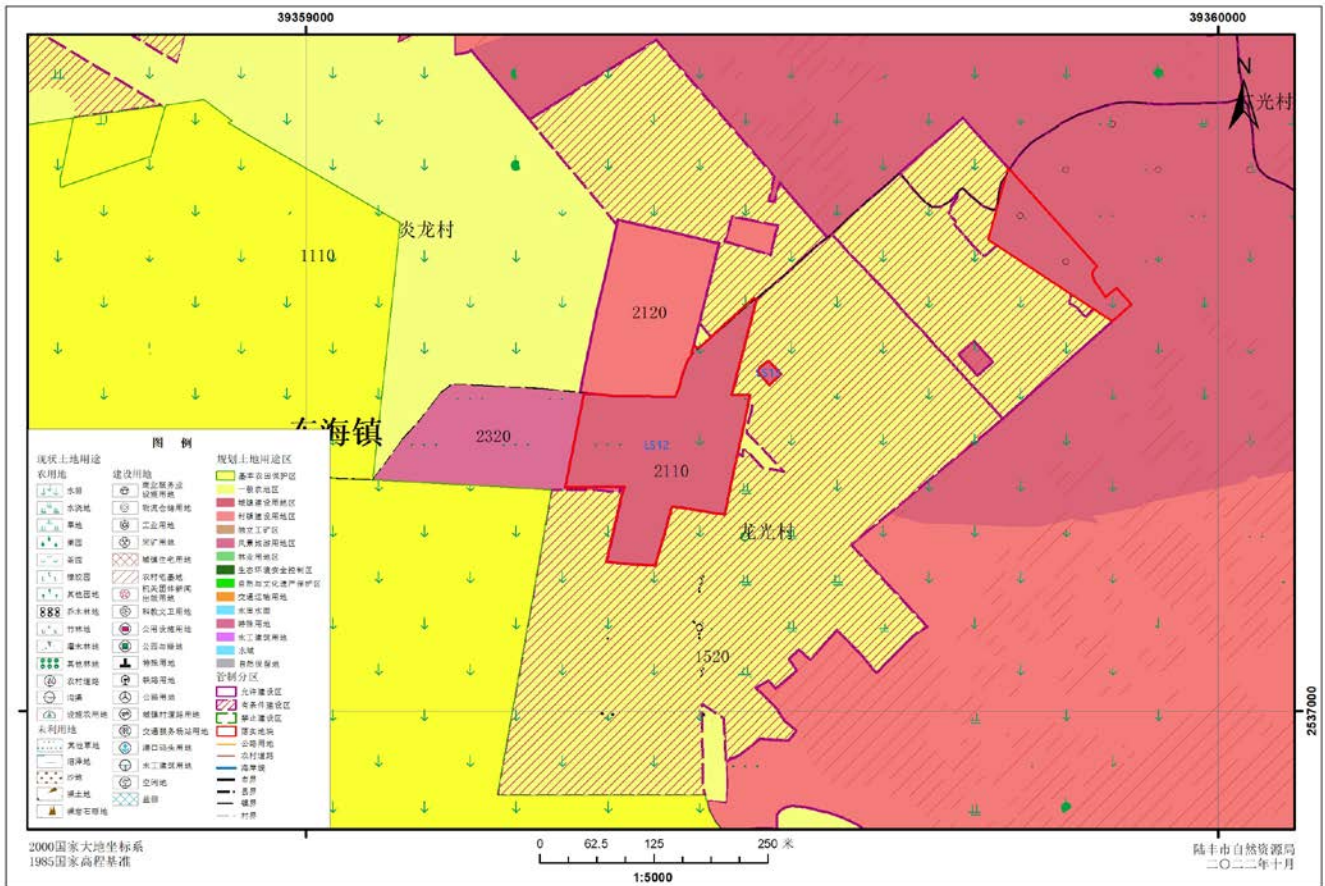 39359000
39360000
N
光村
炎龙村
1110
2120
东海镇
2320
LS12
2110
龙光村
1520
2537000
图 例
现状土地用途
农用地
水田
水浇地
旱地
果园
茶园
橡胶园
其他园地
乔木林地
竹林地
灌木林地
其他林地
农村道路
沟渠
设施农用地
未利用地
其他草地
沼泽地
沙地
裸土地
裸岩石砾地
建设用地
商业服务业
设施用地
物流仓储用地
工业用地
采矿用地
城镇住宅用地
农村宅基地
机关团体新闻
出版用地
科教文卫用地
公用设施用地
公园与绿地
特殊用地
铁路用地
公路用地
城镇村道路用地
交通服务场站用地
港口码头用地
水工建筑用地
空闲地
盐田
规划土地用途区
基本农田保护区
一般农地区
城镇建设用地区
村镇建设用地区
独立工矿区
风景旅游用地区
林业用地区
生态环境安全控制区
自然与文化遗产保护区
交通运输用地
水田水面
特殊用地
水工建筑用地
水域
自然保留地
管制分区
允许建设区
有条件建设区
禁止建设区
落实地块
公路用地
农村道路
海岸线
市界
县界
镇界
村界
2000国家大地坐标系
1985国家高程基准
0 62.5 125 250 米
1:5000
陆丰市自然资源局
二〇二二年十月